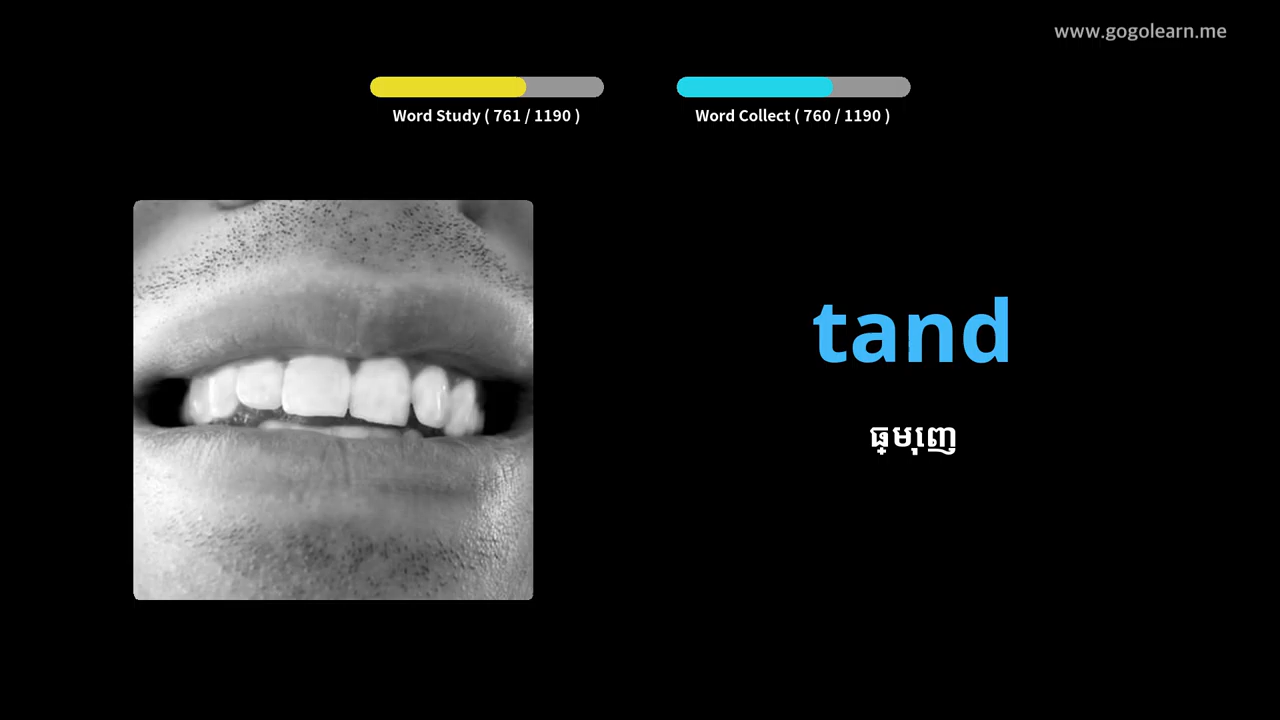 www.gogolearn.me
Word Study ( 761 / 1190 )
Word Collect ( 760 / 1190 )
tand
ធ្មេញ